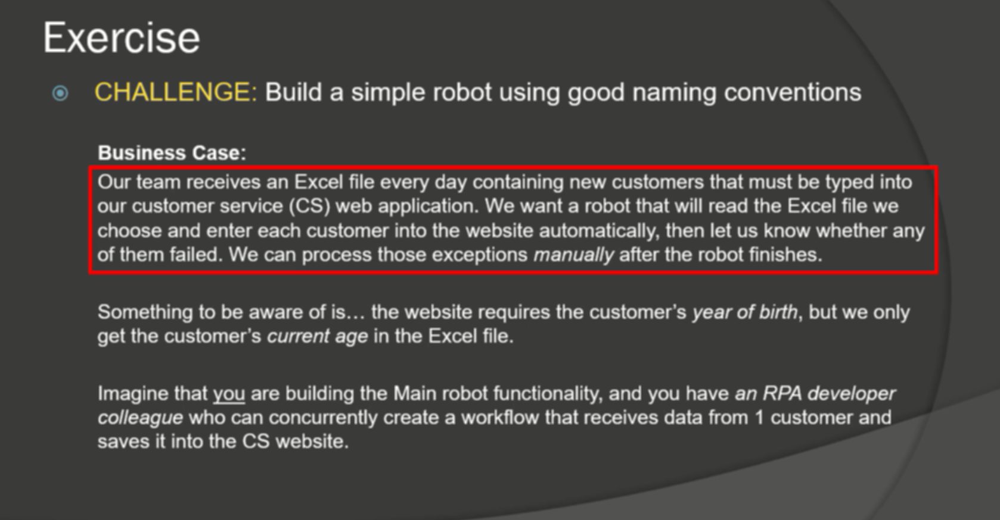 Exercise
CHALLENGE: Build a simple robot using good naming conventions
Business Case:
Our team receives an Excel file every day containing new customers that must be typed into
our customer service (CS) web application. We want a robot that will read the Excel file we
choose and enter each customer into the website automatically, then let us know whether any
of them failed. We can process those exceptions manually after the robot finishes.
Something to be aware of is... the website requires the customer's year of birth, but we only
get the customer's current age in the Excel file.
Imagine that you are building the Main robot functionality, and you have an RPA developer
colleague who can concurrently create a workflow that receives data from 1 customer and
saves it into the CS website.